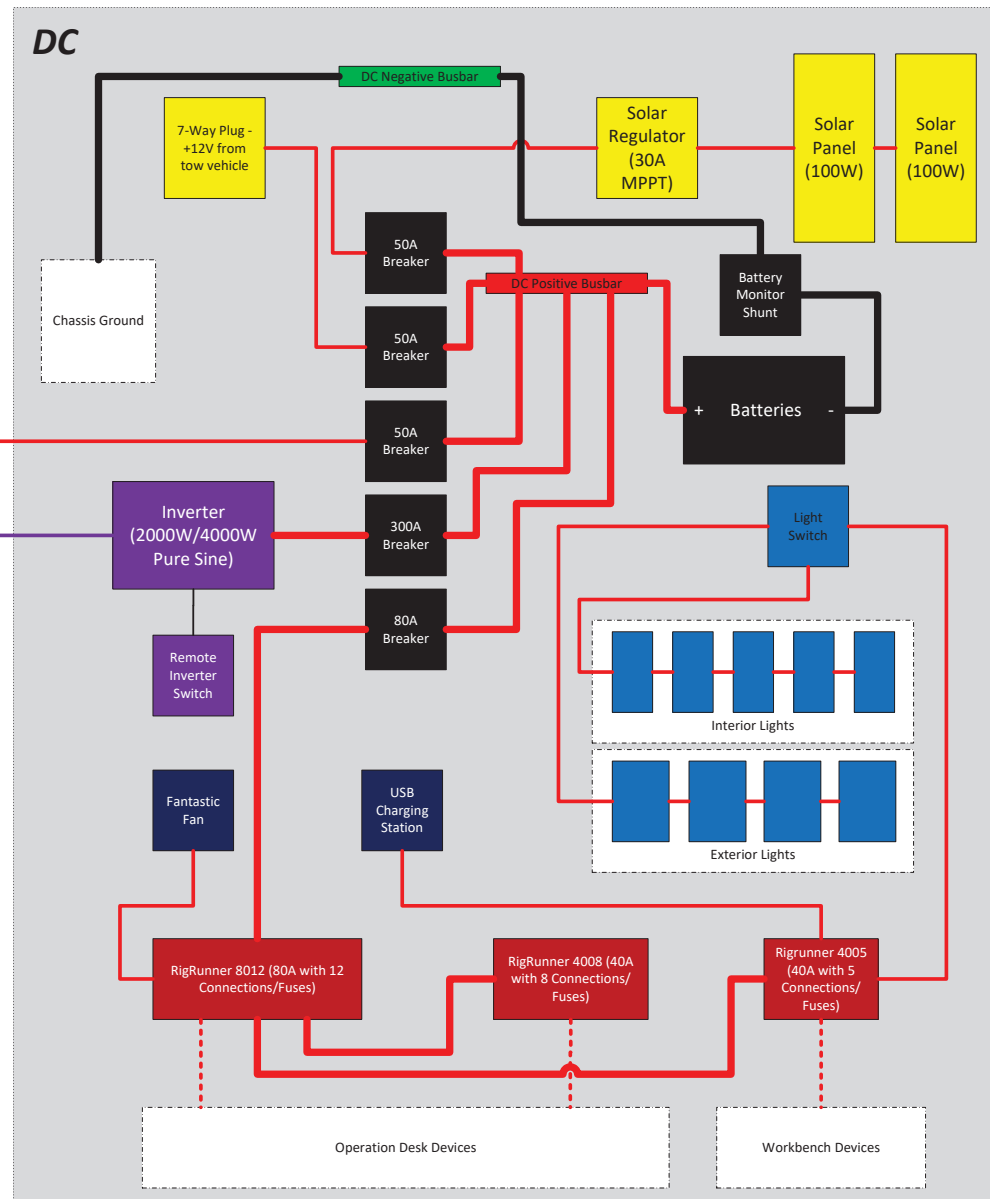 DC
DC Negative Busbar
7-Way Plug -
+12V from
tow vehicle
Solar
Regulator
(30A
MPPT)
Solar
Panel
(100W)
Solar
Panel
(100W)
50A
Breaker
DC Positive Busbar
Battery
Monitor
Shunt
Chassis Ground
50A
Breaker
+ Batteries -
50A
Breaker
Inverter
(2000W/4000W
Pure Sine)
300A
Breaker
Light
Switch
80A
Breaker
Remote
Inverter
Switch
Interior Lights
Fantastic
Fan
USB
Charging
Station
Exterior Lights
RigRunner 8012 (80A with 12
Connections/Fuses)
RigRunner 4008 (40A
with 8 Connections/
Fuses)
Rigrunner 4005
(40A with 5
Connections/
Fuses)
Operation Desk Devices
Workbench Devices